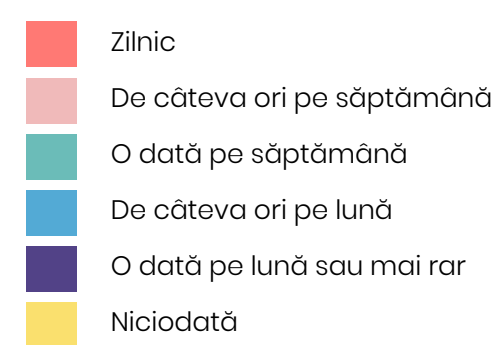 Zilnic
De câteva ori pe săptămână
O dată pe săptămână
De câteva ori pe lună
O dată pe lună sau mai rar
Niciodată